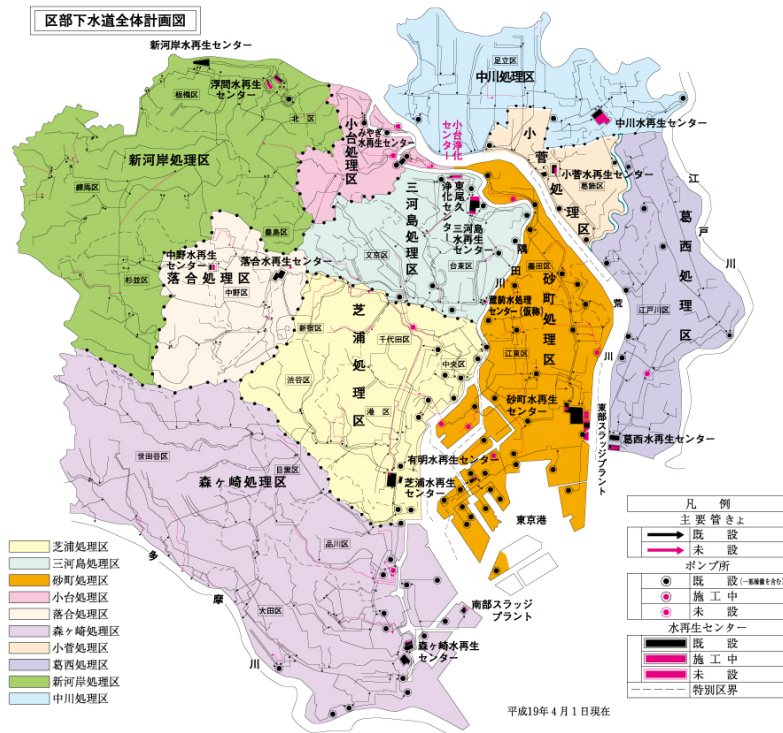 区部下水道全体計画図
新河岸水再生センター
浮間水再生
センター
板橋区
北 区
新河岸処理区
練馬区
豊島区
杉並区
小台処理区
みやぎ
水再生センター
小台浄化
センター
足立区
中川処理区
中川水再生センター
小菅処理区
小菅水再生センター
葛飾区
江戸川
葛西処理区
江戸川区
葛西水再生センター
三河島処理区
東尾久
浄化センター
三河島
水再生センター
文京区
台東区
隅田川
墨田区
荒川
砂町処理区
蔵前水処理
センター(仮称)
江東区
砂町水再生
センター
東部スラッジプラント
中野水再生
センター
落合水再生センター
落合処理区
中野区
新宿区
芝浦処理区
千代田区
中央区
渋谷区
港 区
有明水再生センター
芝浦水再生
センター
東京港
世田谷区
目黒区
森ヶ崎処理区
品川区
大田区
多摩川
南部スラッジ
プラント
森ヶ崎水再生
センター
芝浦処理区
三河島処理区
砂町処理区
小台処理区
落合処理区
森ヶ崎処理区
小菅処理区
葛西処理区
新河岸処理区
中川処理区
凡 例
主要管きょ
既 設
未 設
ポンプ所
既 設(一部稼働を含む)
施工中
未 設
水再生センター
既 設
施工中
未 設
特別区界
平成19年4月1日現在